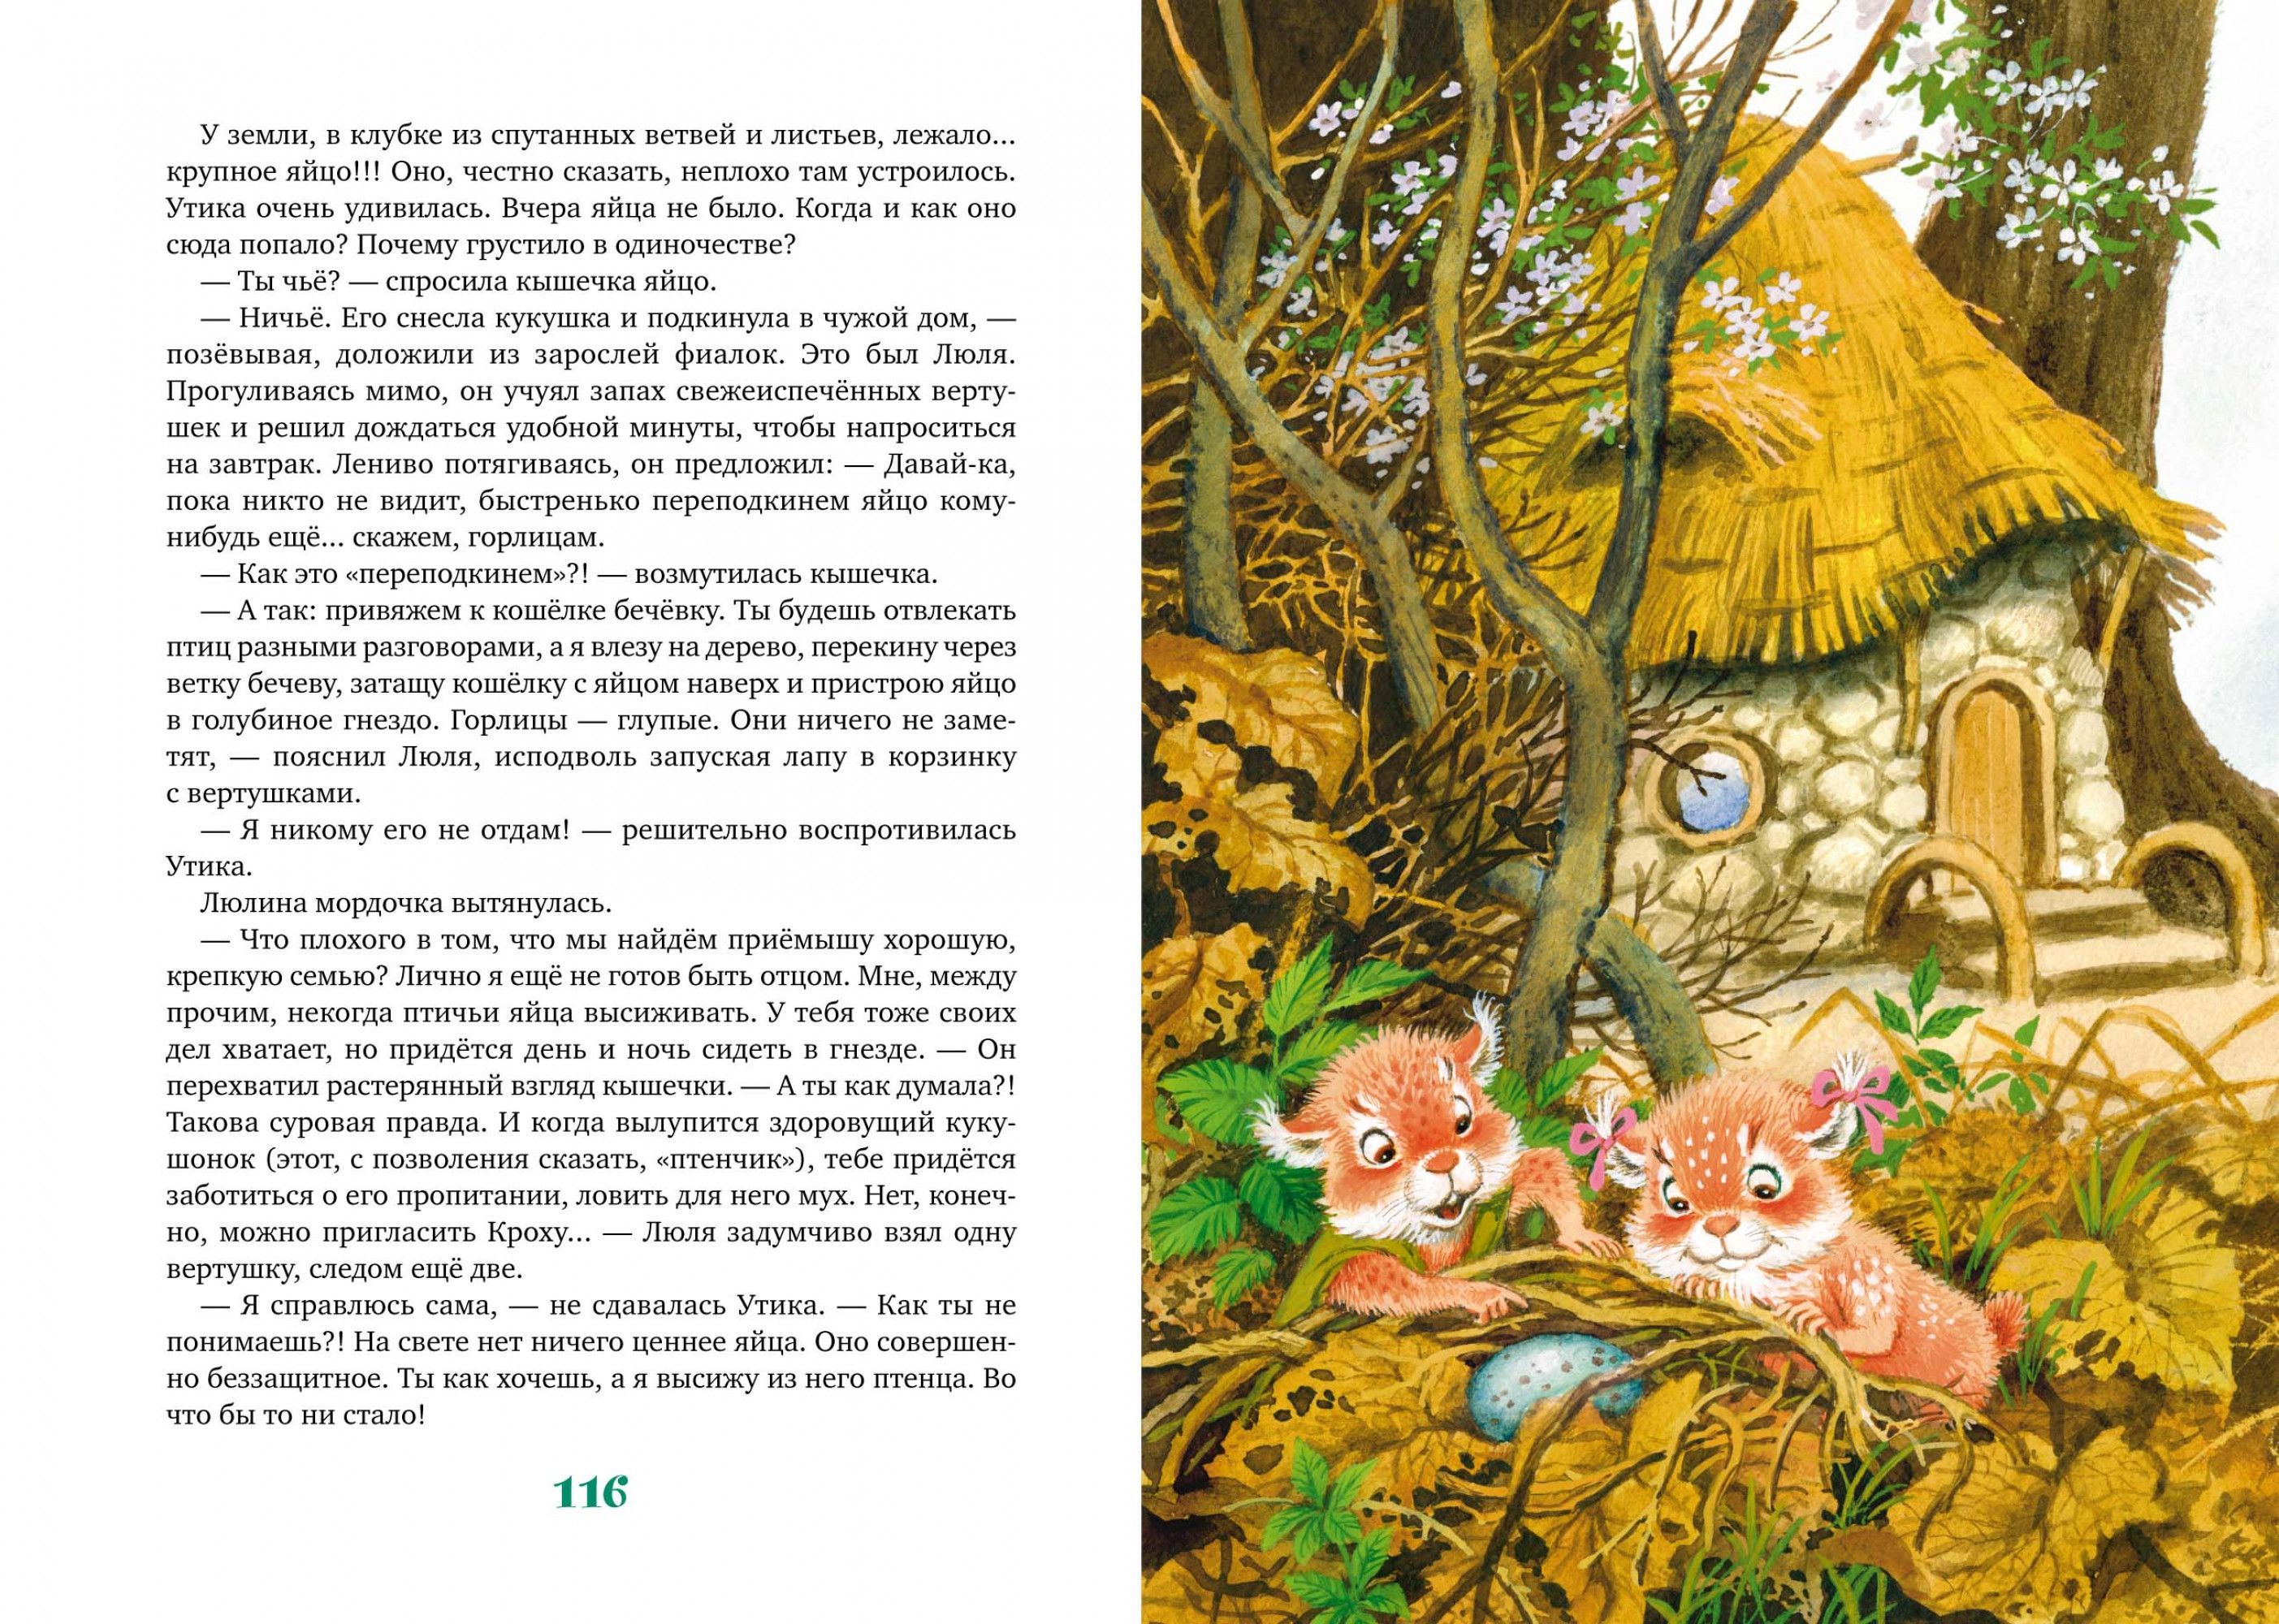 У земли, в клубке из спутанных ветвей и листьев, лежало...
крупное яйцо!!! Оно, честно сказать, неплохо там устроилось.
Утика очень удивилась. Вчера яйца не было. Когда и как оно
сюда попало? Почему грустило в одиночестве?
— Ты чьё? — спросила кышечка яйцо.
— Ничьё. Его снесла кукушка и подкинула в чужой дом, —
позёвывая, доложили из зарослей фиалок. Это был Люля.
Прогуливаясь мимо, он учуял запах свежеиспечённых верту-
шек и решил дождаться удобной минуты, чтобы напроситься
на завтрак. Лениво потягиваясь, он предложил: — Давай-ка,
пока никто не видит, быстренько переподкинем яйцо кому-
нибудь ещё... скажем, горлицам.
— Как это «переподкинем»?! — возмутилась кышечка.
— А так: привяжем к кошёлке бечёвку. Ты будешь отвлекать
птиц разными разговорами, а я влезу на дерево, перекину через
ветку бечеву, затащу кошёлку с яйцом наверх и пристрою яйцо
в голубиное гнездо. Горлицы — глупые. Они ничего не заме-
тят, — пояснил Люля, исподволь запуская лапу в корзинку
с вертушками.
— Я никому его не отдам! — решительно воспротивилась
Утика.
Люлина мордочка вытянулась.
— Что плохого в том, что мы найдём приёмышу хорошую,
крепкую семью? Лично я ещё не готов быть отцом. Мне, между
прочим, некогда птичьи яйца высиживать. У тебя тоже своих
дел хватает, но придётся день и ночь сидеть в гнезде. — Он
перехватил растерянный взгляд кышечки. — А ты как думала?!
Такова суровая правда. И когда вылупится здоровущий куку-
шонок (этот, с позволения сказать, «птенчик»), тебе придётся
заботиться о его пропитании, ловить для него мух. Нет, конеч-
но, можно пригласить Кроху... — Люля задумчиво взял одну
вертушку, следом ещё две.
— Я справлюсь сама, — не сдавалась Утика. — Как ты не
понимаешь?! На свете нет ничего ценнее яйца. Оно совершен-
но беззащитное. Ты как хочешь, а я высижу из него птенца. Во
что бы то ни стало!
116